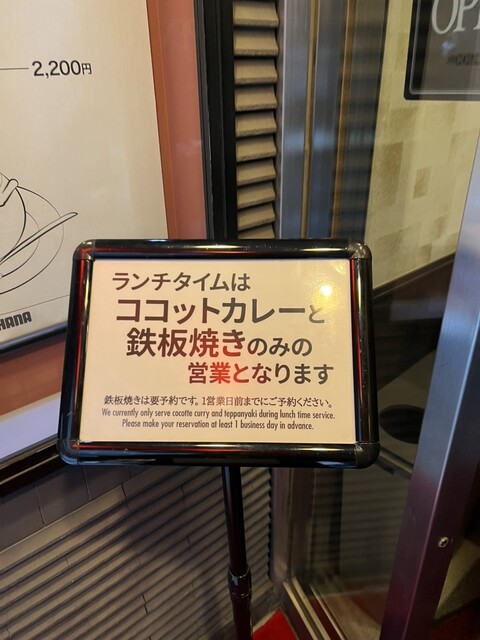 2,200円
OP
HANA
ランチタイムは
ココットカレーと
鉄板焼きのみの
営業となります
鉄板焼きは要予約です。1営業日前までにご予約ください。
We currently only serve cocotte curry and teppanyaki during lunch time service.
Please make your reservation at least 1 business day in advance.